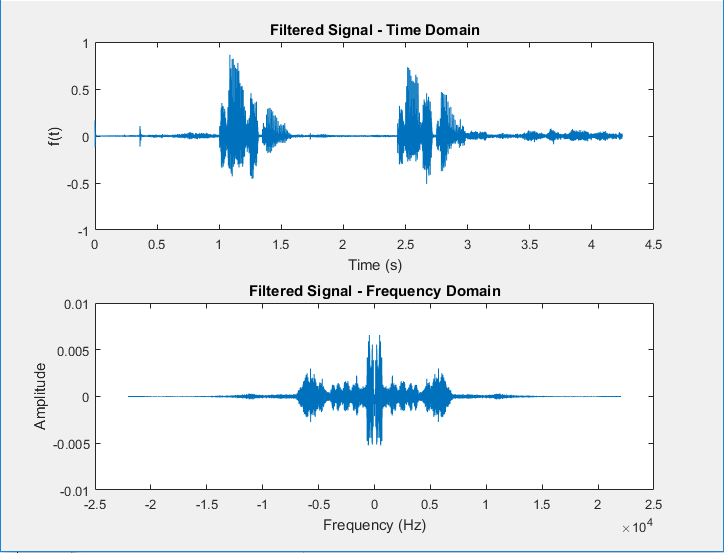 Filtered Signal - Time Domain
1
0.5
0
-0.5
-1
f(t)
0 0.5 1 1.5 2 2.5 3 3.5 4 4.5
Time (s)
Filtered Signal - Frequency Domain
0.01
0.005
0
-0.005
-0.01
Amplitude
-2.5 -2 -1.5 -1 -0.5 0 0.5 1 1.5 2 2.5
Frequency (Hz)
×10⁴